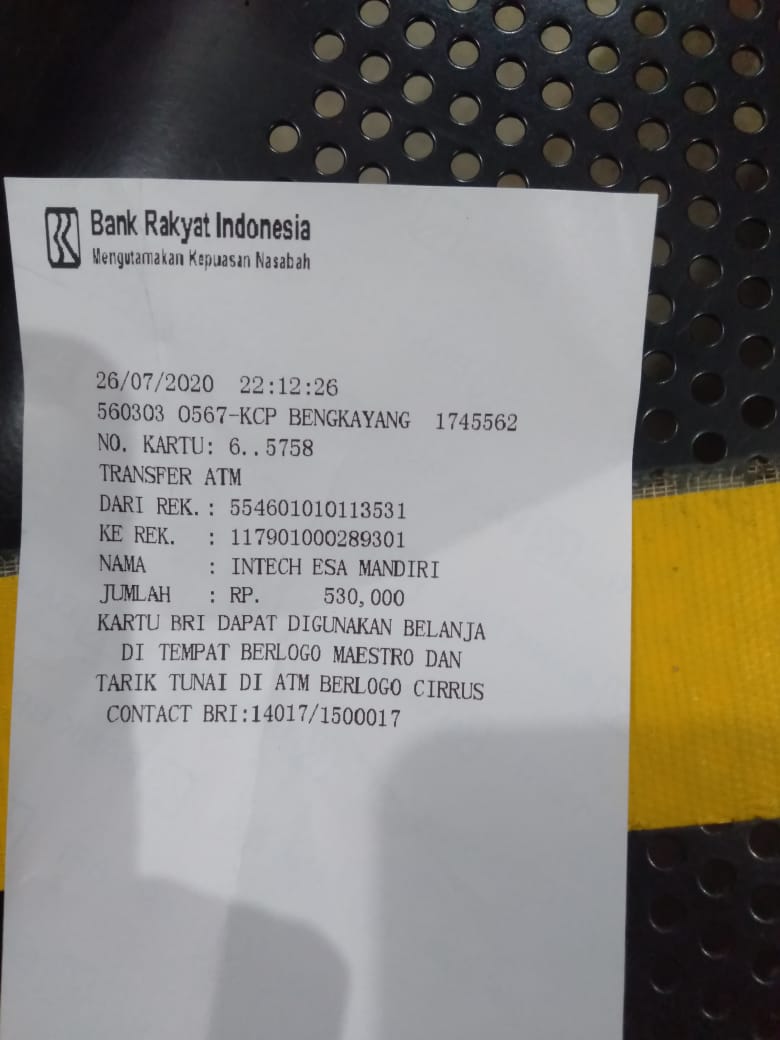 Bank Rakyat Indonesia
Mengutamakan Kepuasan Nasabah
26/07/2020 22:12:26
560303 0567-KCP BENGKAYANG 1745562
NO. KARTU: 6..5758
TRANSFER ATM
DARI REK. : 554601010113531
KE REK. : 117901000289301
NAMA : INTECH ESA MANDIRI
JUMLAH : RP. 530,000
KARTU BRI DAPAT DIGUNAKAN BELANJA
DI TEMPAT BERLOGO MAESTRO DAN
TARIK TUNAI DI ATM BERLOGO CIRRUS
CONTACT BRI:14017/1500017